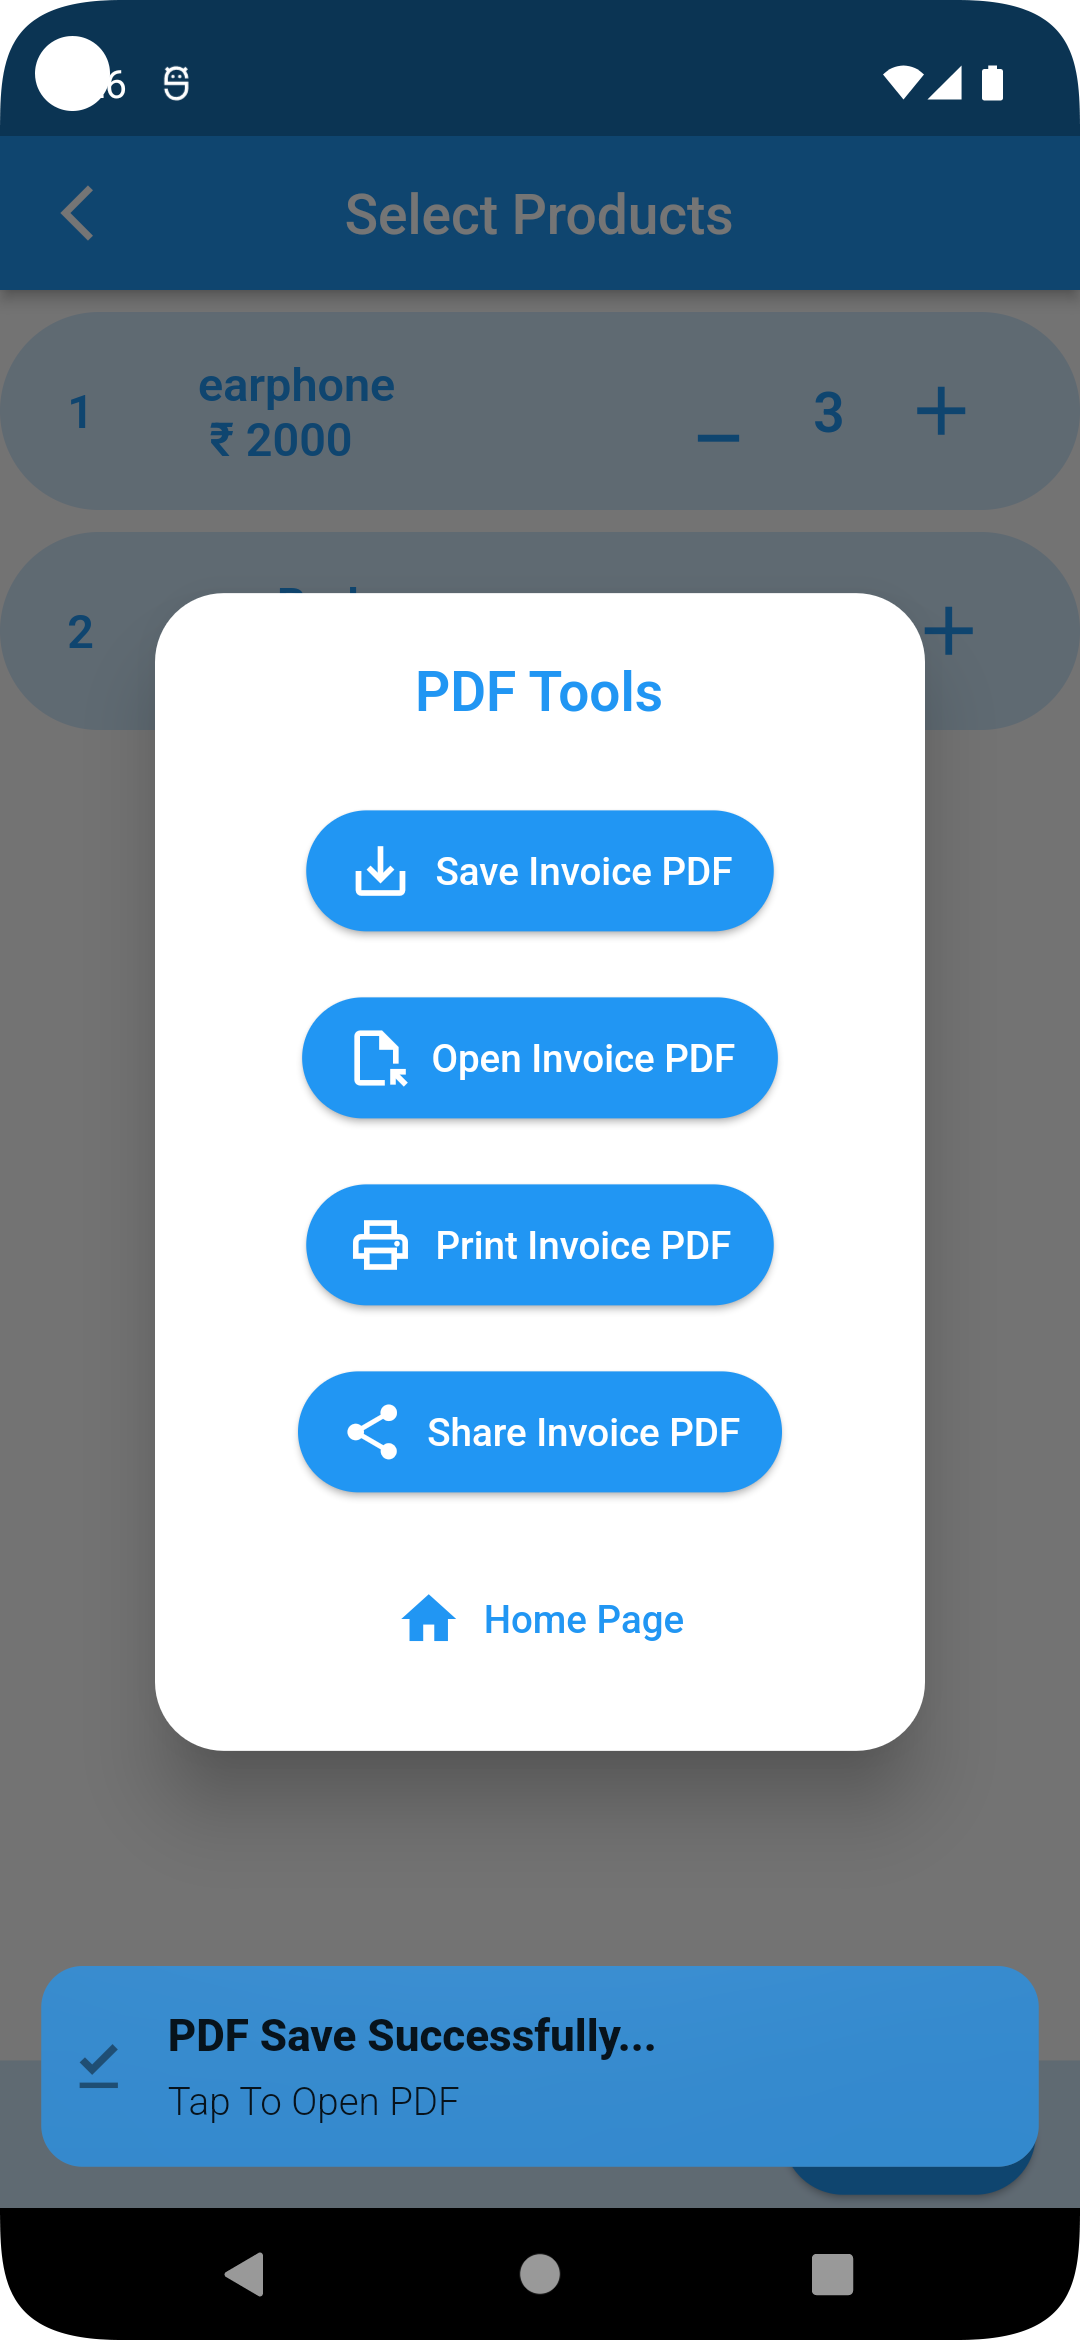 Select Products
1
earphone
₹ 2000
3
2
PDF Tools
Save Invoice PDF
Open Invoice PDF
Print Invoice PDF
Share Invoice PDF
Home Page
PDF Save Successfully...
Tap To Open PDF